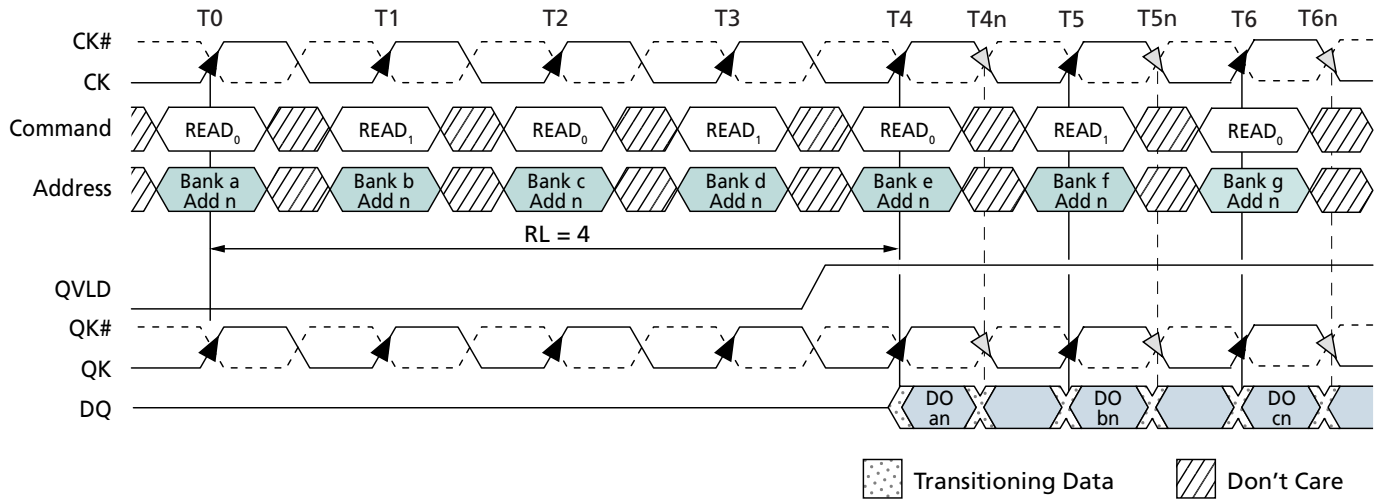 T0 T1 T2 T3 T4 T4n T5 T5n T6 T6n
CK#
CK
Command READ0 READ1 READ0 READ1 READ0 READ1 READ0
Address Bank a Bank b Bank c Bank d Bank e Bank f Bank g
Add n Add n Add n Add n Add n Add n Add n
RL = 4
QVLD
QK#
QK
DQ DO DO DO
an bn cn
Transitioning Data Don't Care